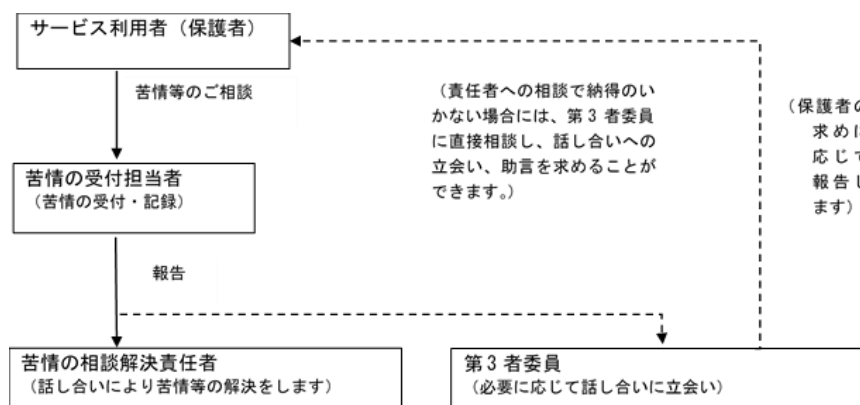 サービス利用者（保護者）
苦情等のご相談
（責任者への相談で納得のい
かない場合には、第３者委員
に直接相談し、話し合いへの
立会い、助言を求めることが
できます。）
（保護者の
求めに
応じて
報告し
ます）
苦情の受付担当者
（苦情の受付・記録）
報告
苦情の相談解決責任者
（話し合いにより苦情等の解決をします）
第３者委員
（必要に応じて話し合いに立会い）